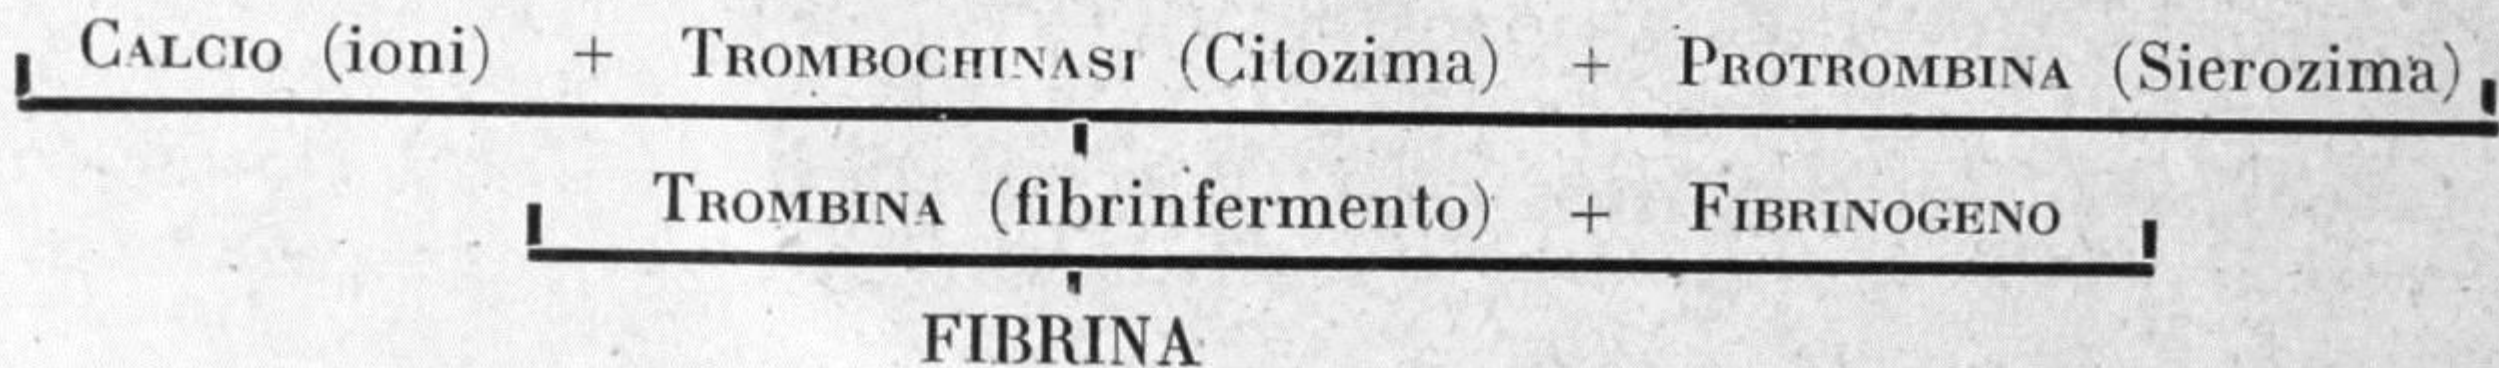 CALCIO (ioni) + TROMBOCHINASI (Citozima) + PROTROMBINA (Sierozima)
TROMBINA (fibrinfermento) + FIBRINOGENO
FIBRINA